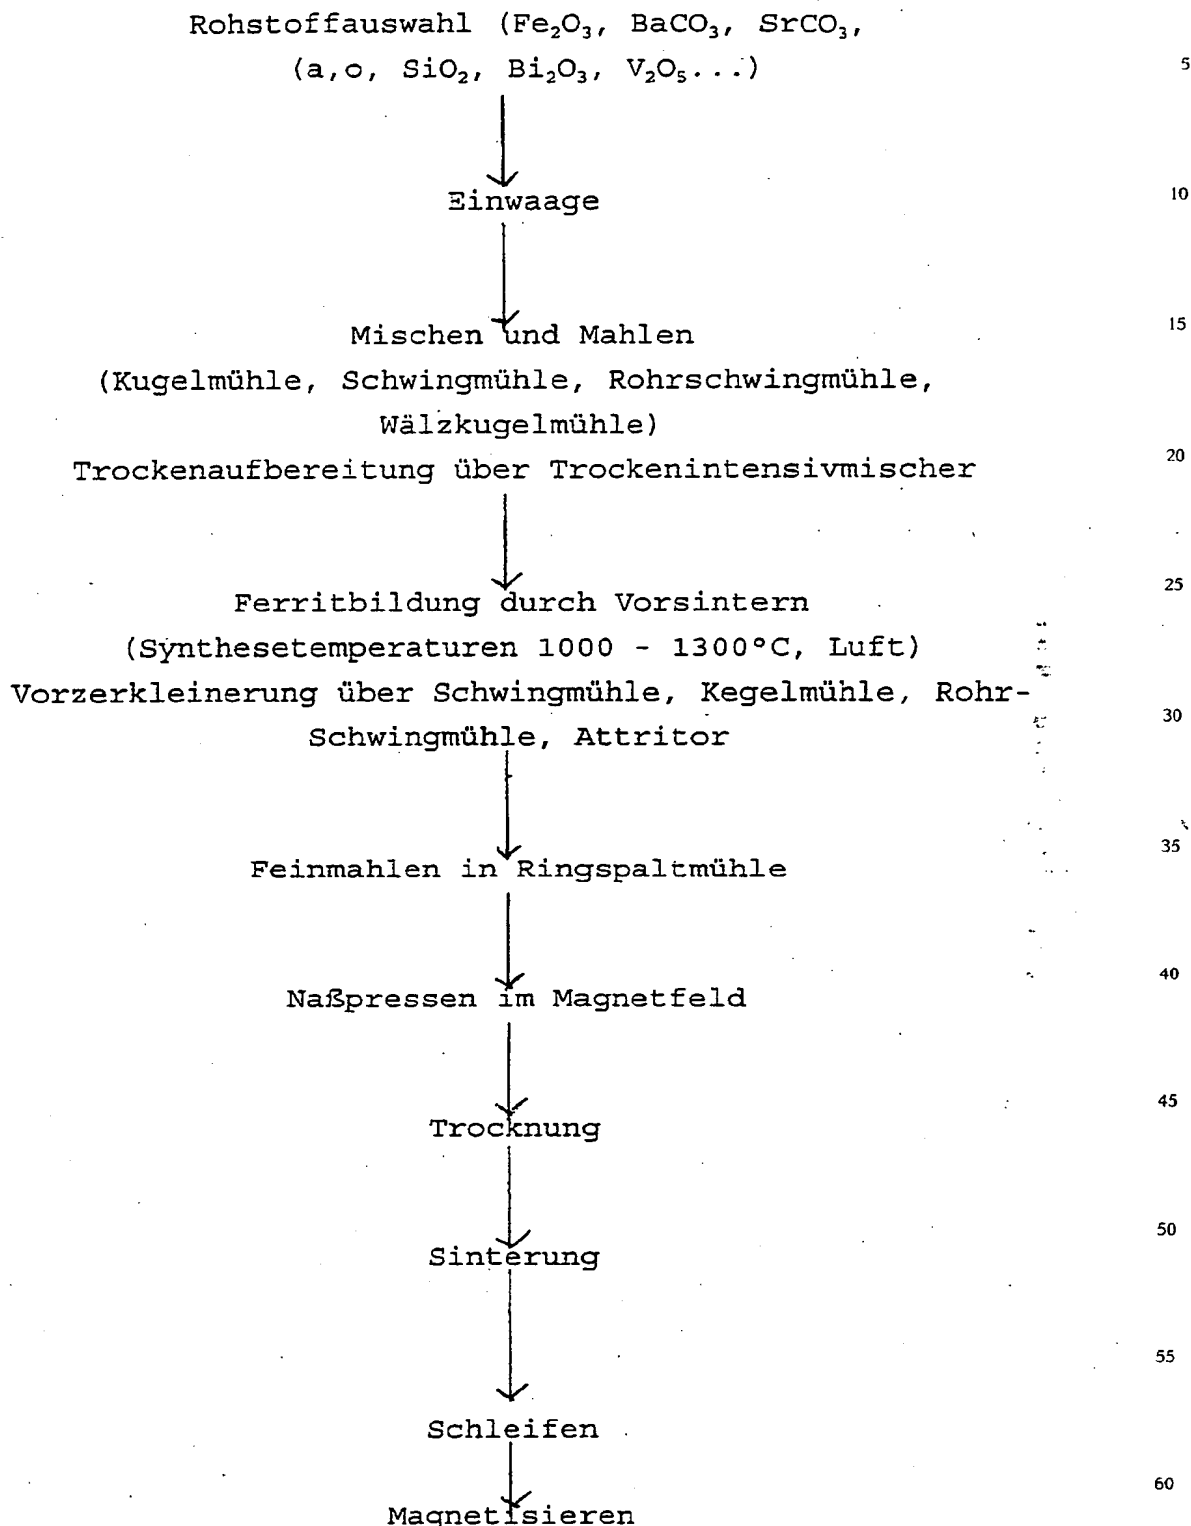 Rohstoffauswahl (Fe₂O₃, BaCO₃, SrCO₃,
(a,o, SiO₂, Bi₂O₃, V₂O₅...)
5
Einwaage
10
Mischen und Mahlen
15
(Kugelmühle, Schwingmühle, Rohrschwingmühle,
Wälzkugelmühle)
Trockenaufbereitung über Trockenintensivmischer
20
Ferritbildung durch Vorsintern
25
(Synthesetemperaturen 1000 - 1300°C, Luft)
Vorzerkleinerung über Schwingmühle, Kegelmühle, Rohr-
30
Schwingmühle, Attritor
Feinmahlen in Ringspaltmühle
35
Naßpressen im Magnetfeld
40
Trocknung
45
Sinterung
50
55
Schleifen
60
Magnetisieren